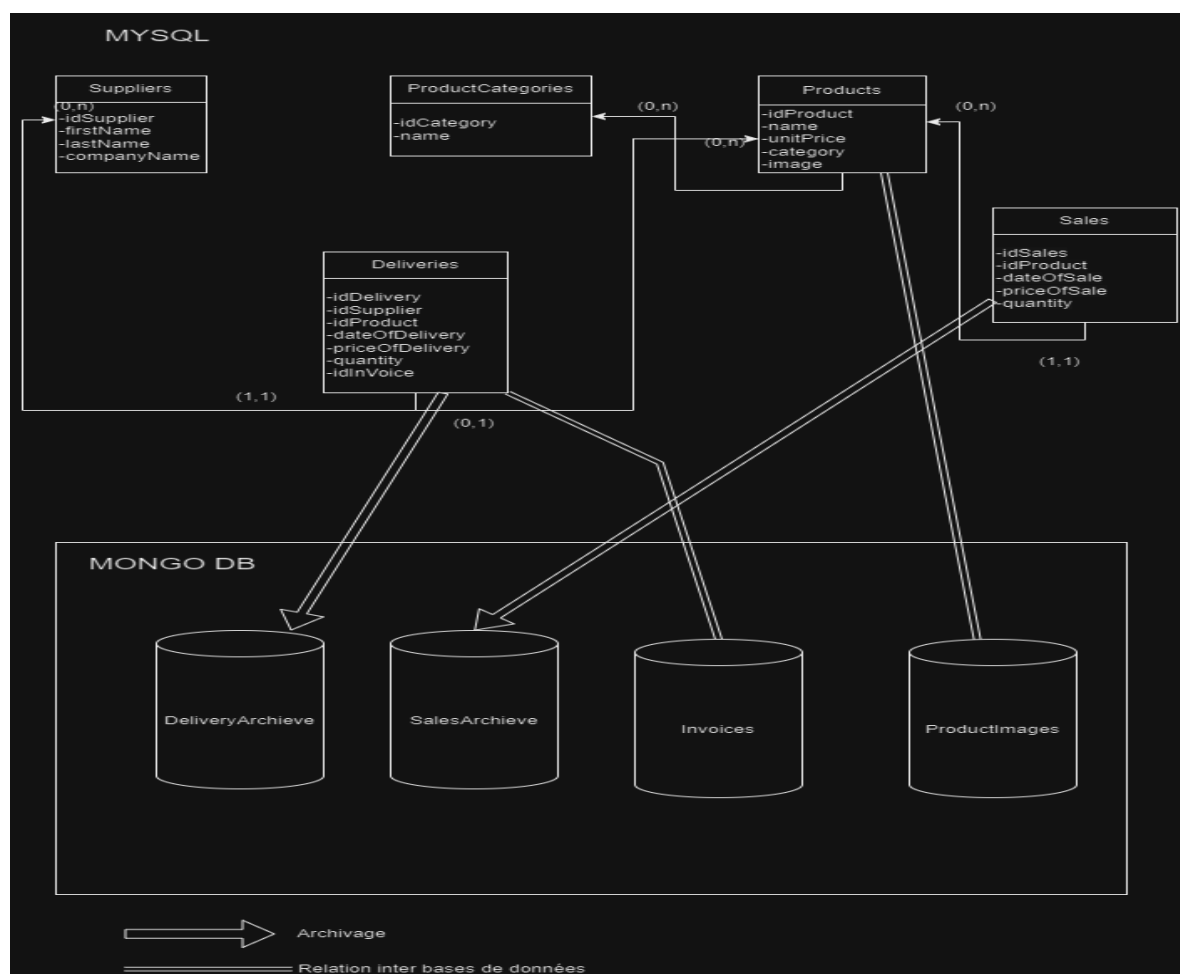 MYSQL
Suppliers
(0,n)
-idSupplier
-firstName
-lastName
-companyName
ProductCategories
-idCategory
-name
(0,n)
Products
-idProduct
-name
-unitPrice
-category
-image
(0,n)
(0,n)
Sales
-idSales
-idProduct
-dateOfSale
-priceOfSale
-quantity
(1,1)
Deliveries
-idDelivery
-idSupplier
-idProduct
-dateOfDelivery
-priceOfDelivery
-quantity
-idInVoice
(1,1)
(0,1)
MONGO DB
DeliveryArchieve
SalesArchieve
Invoices
ProductImages
Archivage
Relation inter bases de données